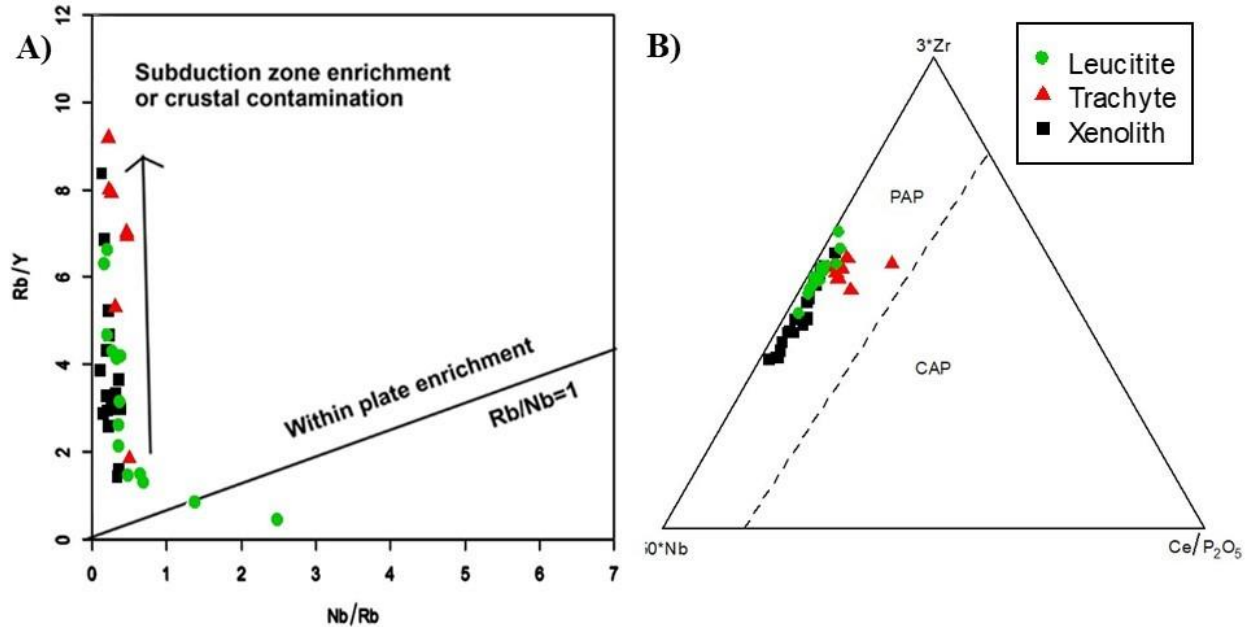 A)
12
10
8
6
4
2
0
Rb/Y
Subduction zone enrichment
or crustal contamination
Within plate enrichment
Rb/Nb=1
0 1 2 3 4 5 6 7
Nb/Rb
B)
3*Zr
Leucitite
Trachyte
Xenolith
PAP
CAP
0*Nb
Ce/P₂O₅